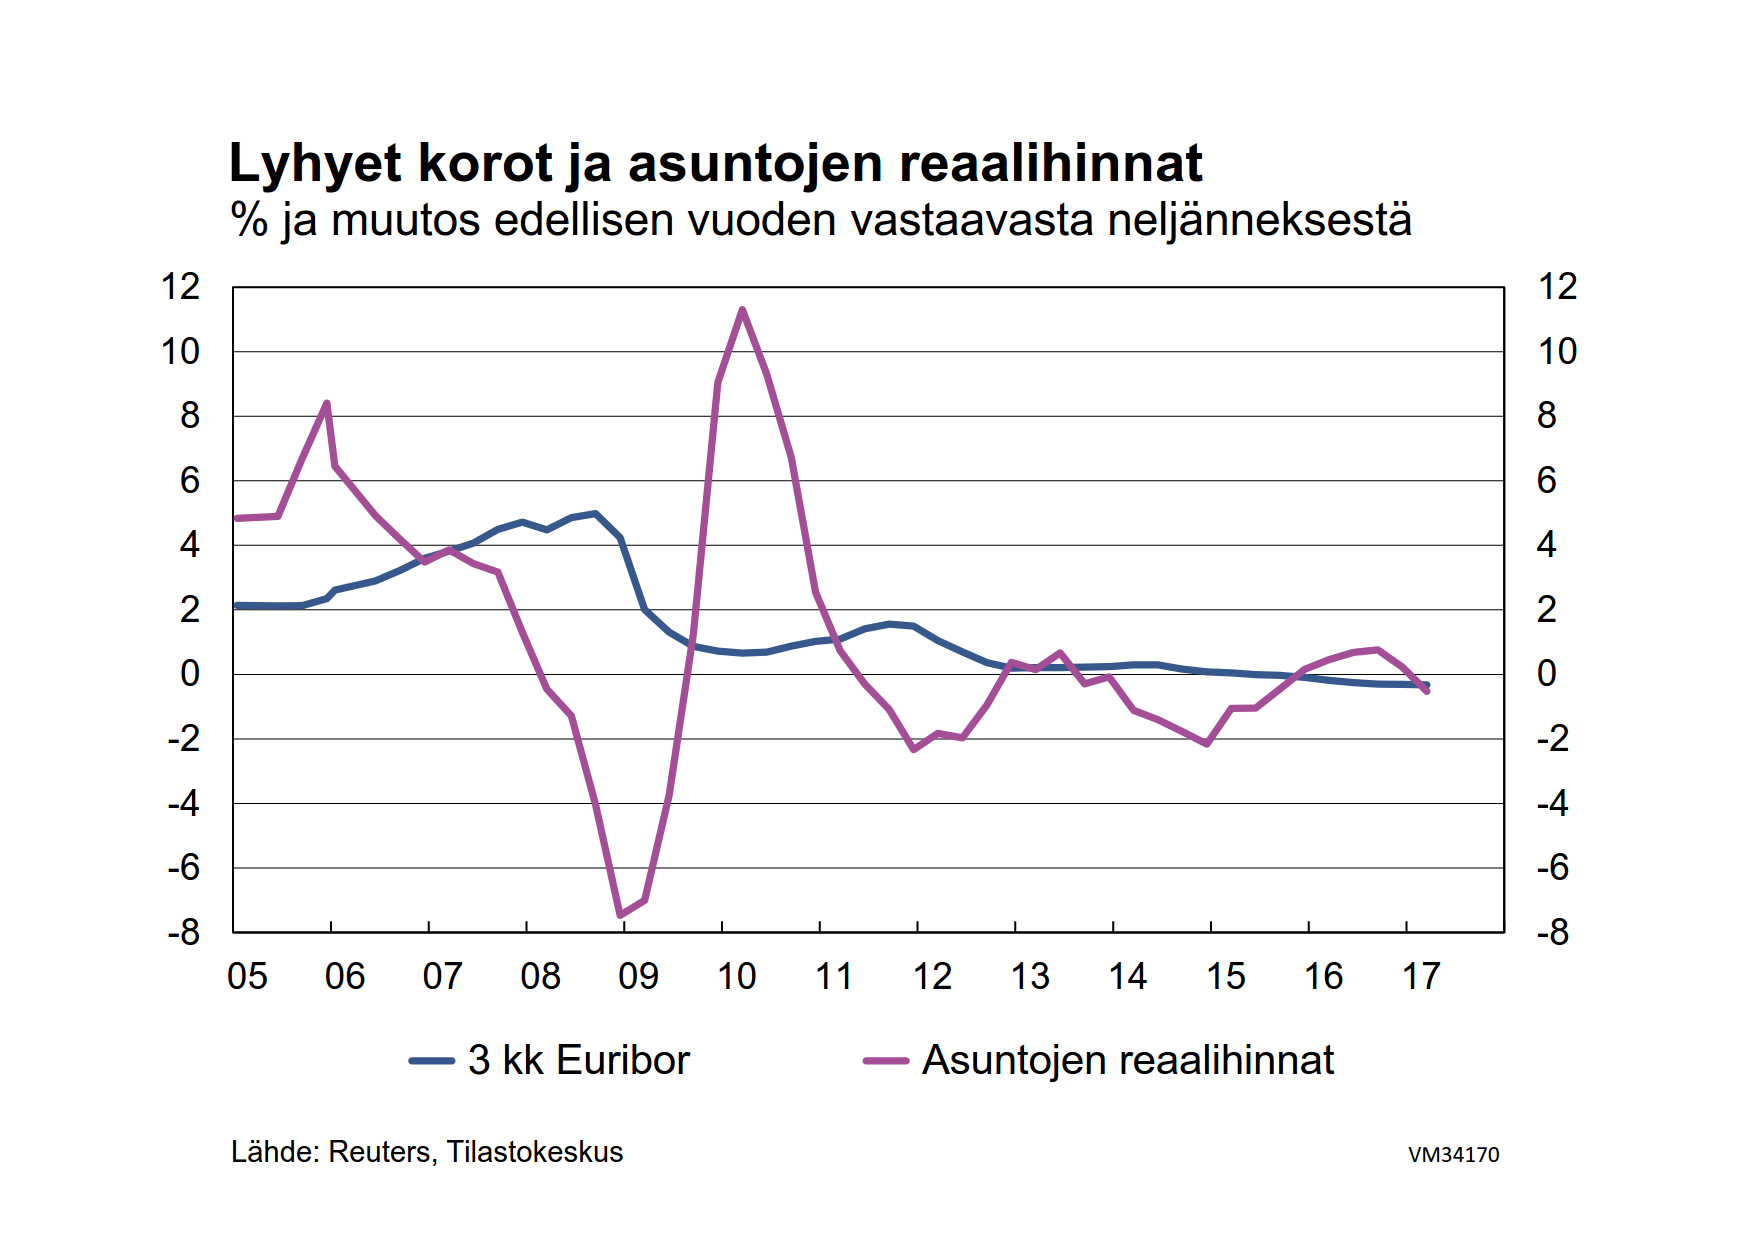 Lyhyet korot ja asuntojen reaalihinnat
% ja muutos edellisen vuoden vastaavasta neljänneksestä
12 12
10 10
8 8
6 6
4 4
2 2
0 0
-2 -2
-4 -4
-6 -6
-8 -8
05 06 07 08 09 10 11 12 13 14 15 16 17
3 kk Euribor Asuntojen reaalihinnat
Lähde: Reuters, Tilastokeskus VM34170